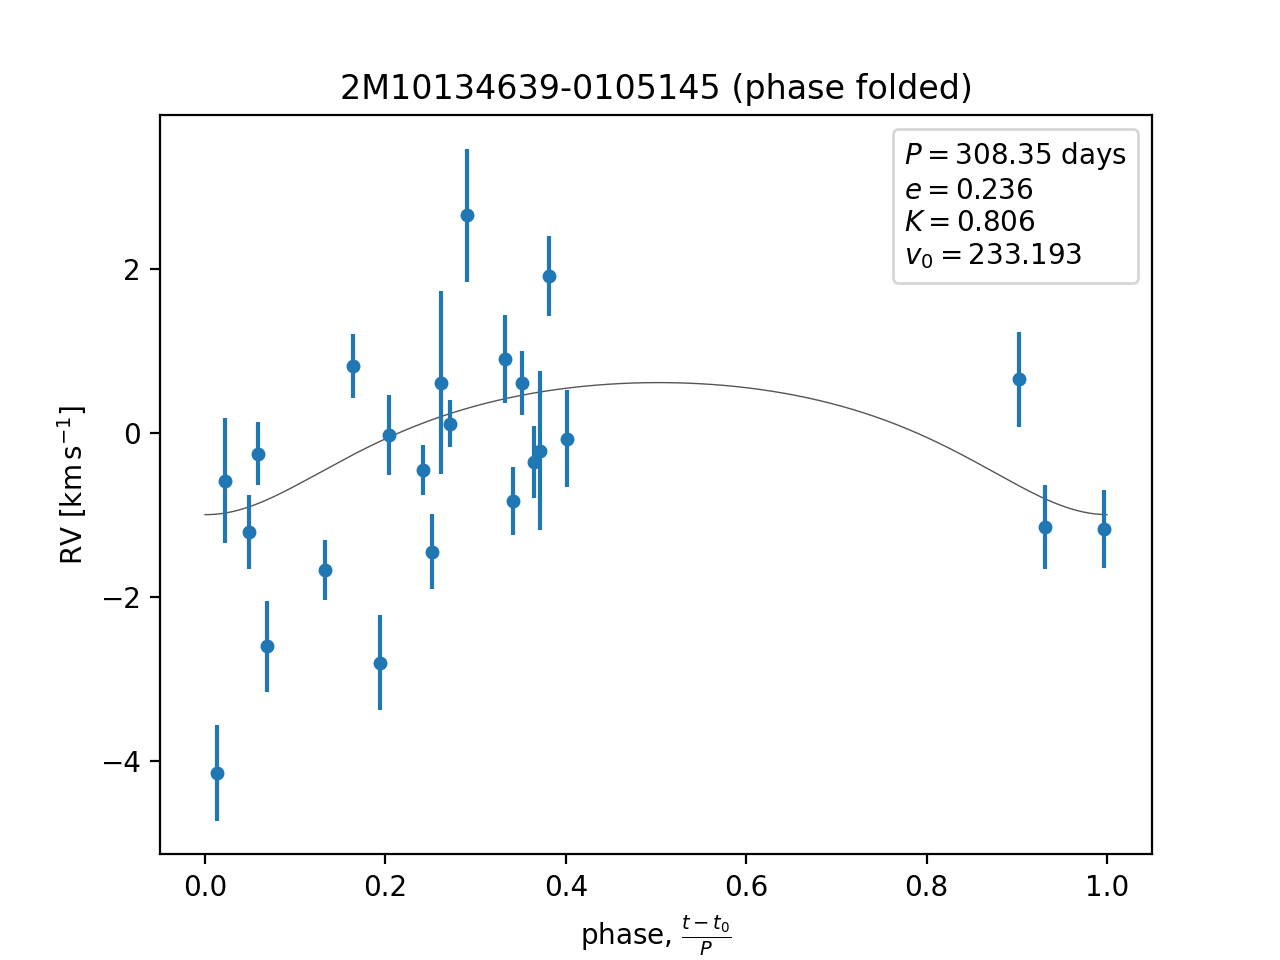 2M10134639-0105145 (phase folded)
P = 308.35 days
e = 0.236
K = 0.806
v₀ = 233.193
RV [km s⁻¹]
2
0
−2
−4
0.0 0.2 0.4 0.6 0.8 1.0
phase, (t − t₀)/P